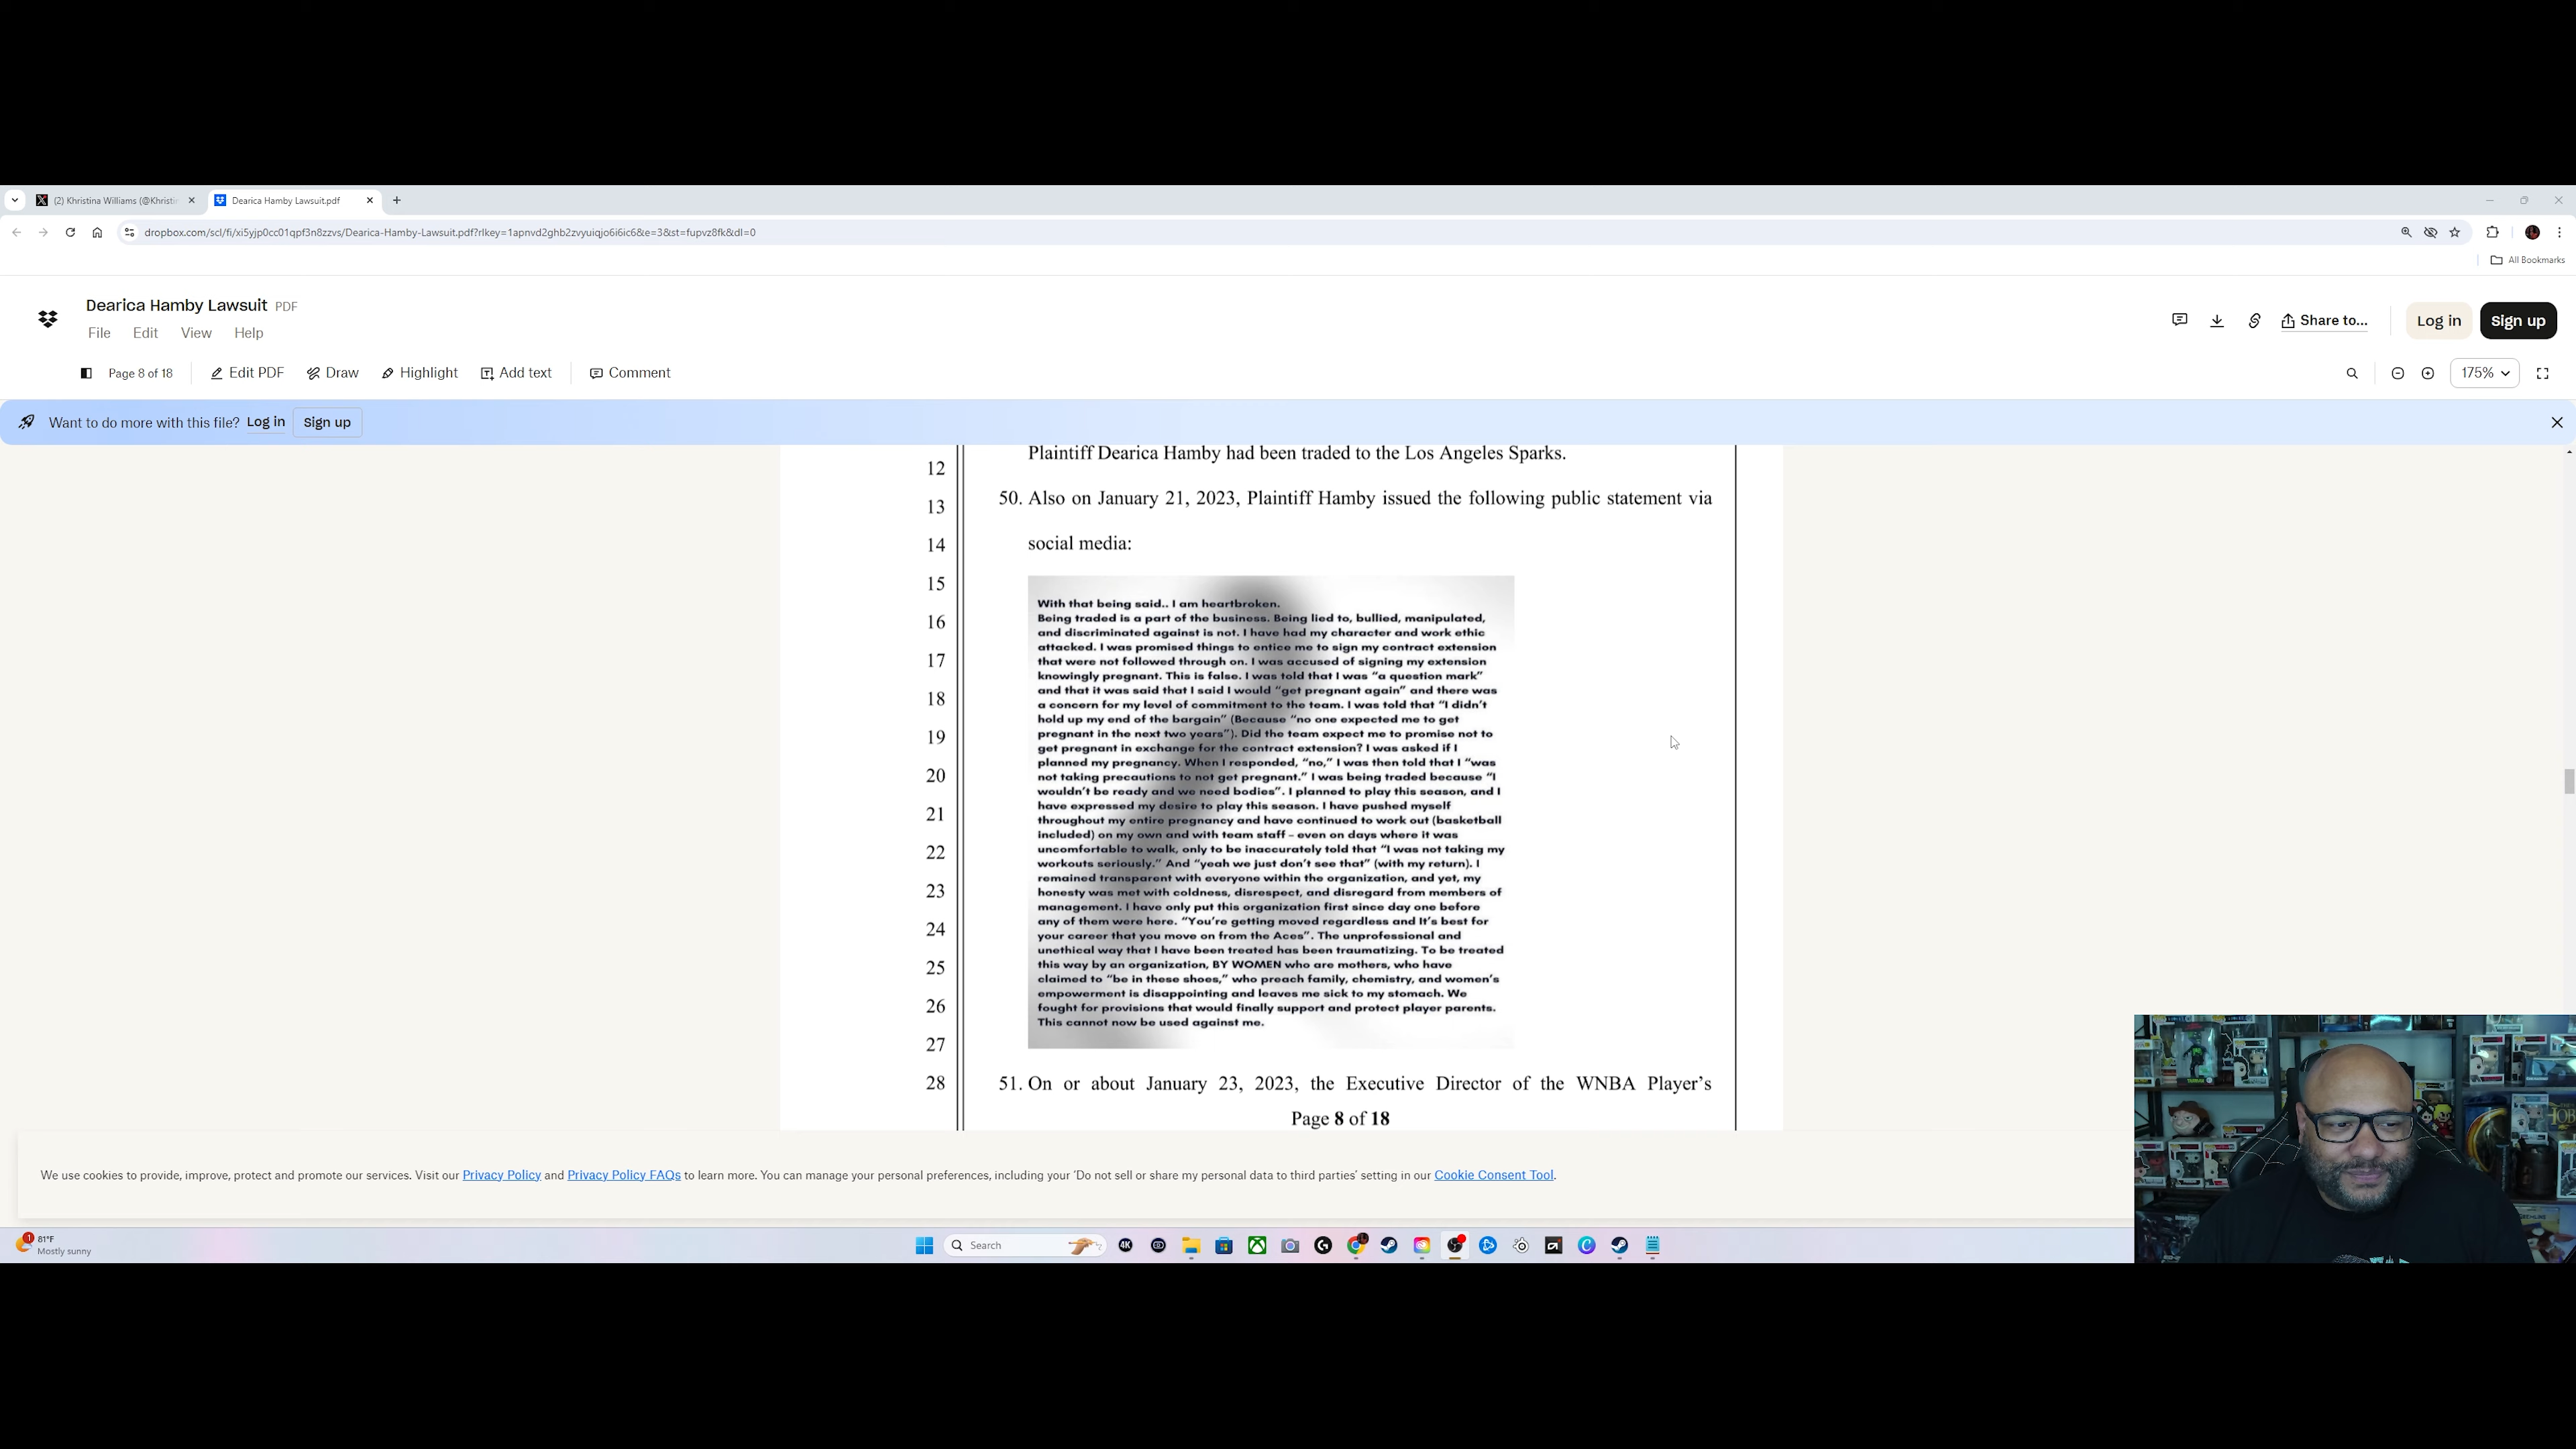 (2) Khristina Williams (@Khristin
Dearica Hamby Lawsuit.pdf
dropbox.com/scl/fi/xi5yjp0cc01qpf3n8zzvs/Dearica-Hamby-Lawsuit.pdf?rlkey=1apnvd2ghb2zvyuiqjo6i6ic6&e=3&st=fupvz8fk&dl=0
All Bookmarks
Dearica Hamby Lawsuit PDF
File Edit View Help
Share to...
Log in
Sign up
Page 8 of 18
Edit PDF
Draw
Highlight
Add text
Comment
175%
Want to do more with this file? Log in Sign up
Plaintiff Dearica Hamby had been traded to the Los Angeles Sparks.
12
13 50. Also on January 21, 2023, Plaintiff Hamby issued the following public statement via
14 social media:
15
16
17
18
19
20
21
22
23
24
25
26
27
28
With that being said.. I am heartbroken.
Being traded is a part of the business. Being lied to, bullied, manipulated,
and discriminated against is not. I have had my character and work ethic
attacked. I was promised things to entice me to sign my contract extension
that were not followed through on. I was accused of signing my extension
knowingly pregnant. This is false. I was told that I was "a question mark"
and that it was said that I said I would "get pregnant again" and there was
a concern for my level of commitment to the team. I was told that "I didn't
hold up my end of the bargain" (Because "no one expected me to get
pregnant in the next two years"). Did the team expect me to promise not to
get pregnant in exchange for the contract extension? I was asked if I
planned my pregnancy. When I responded, "no," I was then told that I "was
not taking precautions to not get pregnant." I was being traded because "I
wouldn't be ready and we need bodies". I planned to play this season, and I
have expressed my desire to play this season. I have pushed myself
throughout my entire pregnancy and have continued to work out (basketball
included) on my own and with team staff – even on days where it was
uncomfortable to walk, only to be inaccurately told that "I was not taking my
workouts seriously." And "yeah we just don't see that" (with my return). I
remained transparent with everyone within the organization, and yet, my
honesty was met with coldness, disrespect, and disregard from members of
management. I have only put this organization first since day one before
any of them were here. "You're getting moved regardless and It's best for
your career that you move on from the Aces". The unprofessional and
unethical way that I have been treated has been traumatizing. To be treated
this way by an organization, BY WOMEN who are mothers, who have
claimed to "be in these shoes," who preach family, chemistry, and women's
empowerment is disappointing and leaves me sick to my stomach. We
fought for provisions that would finally support and protect player parents.
This cannot now be used against me.
51. On or about January 23, 2023, the Executive Director of the WNBA Player's
Page 8 of 18
We use cookies to provide, improve, protect and promote our services. Visit our Privacy Policy and Privacy Policy FAQs to learn more. You can manage your personal preferences, including your 'Do not sell or share my personal data to third parties' setting in our Cookie Consent Tool.
1
81°F
Mostly sunny
Search
4K